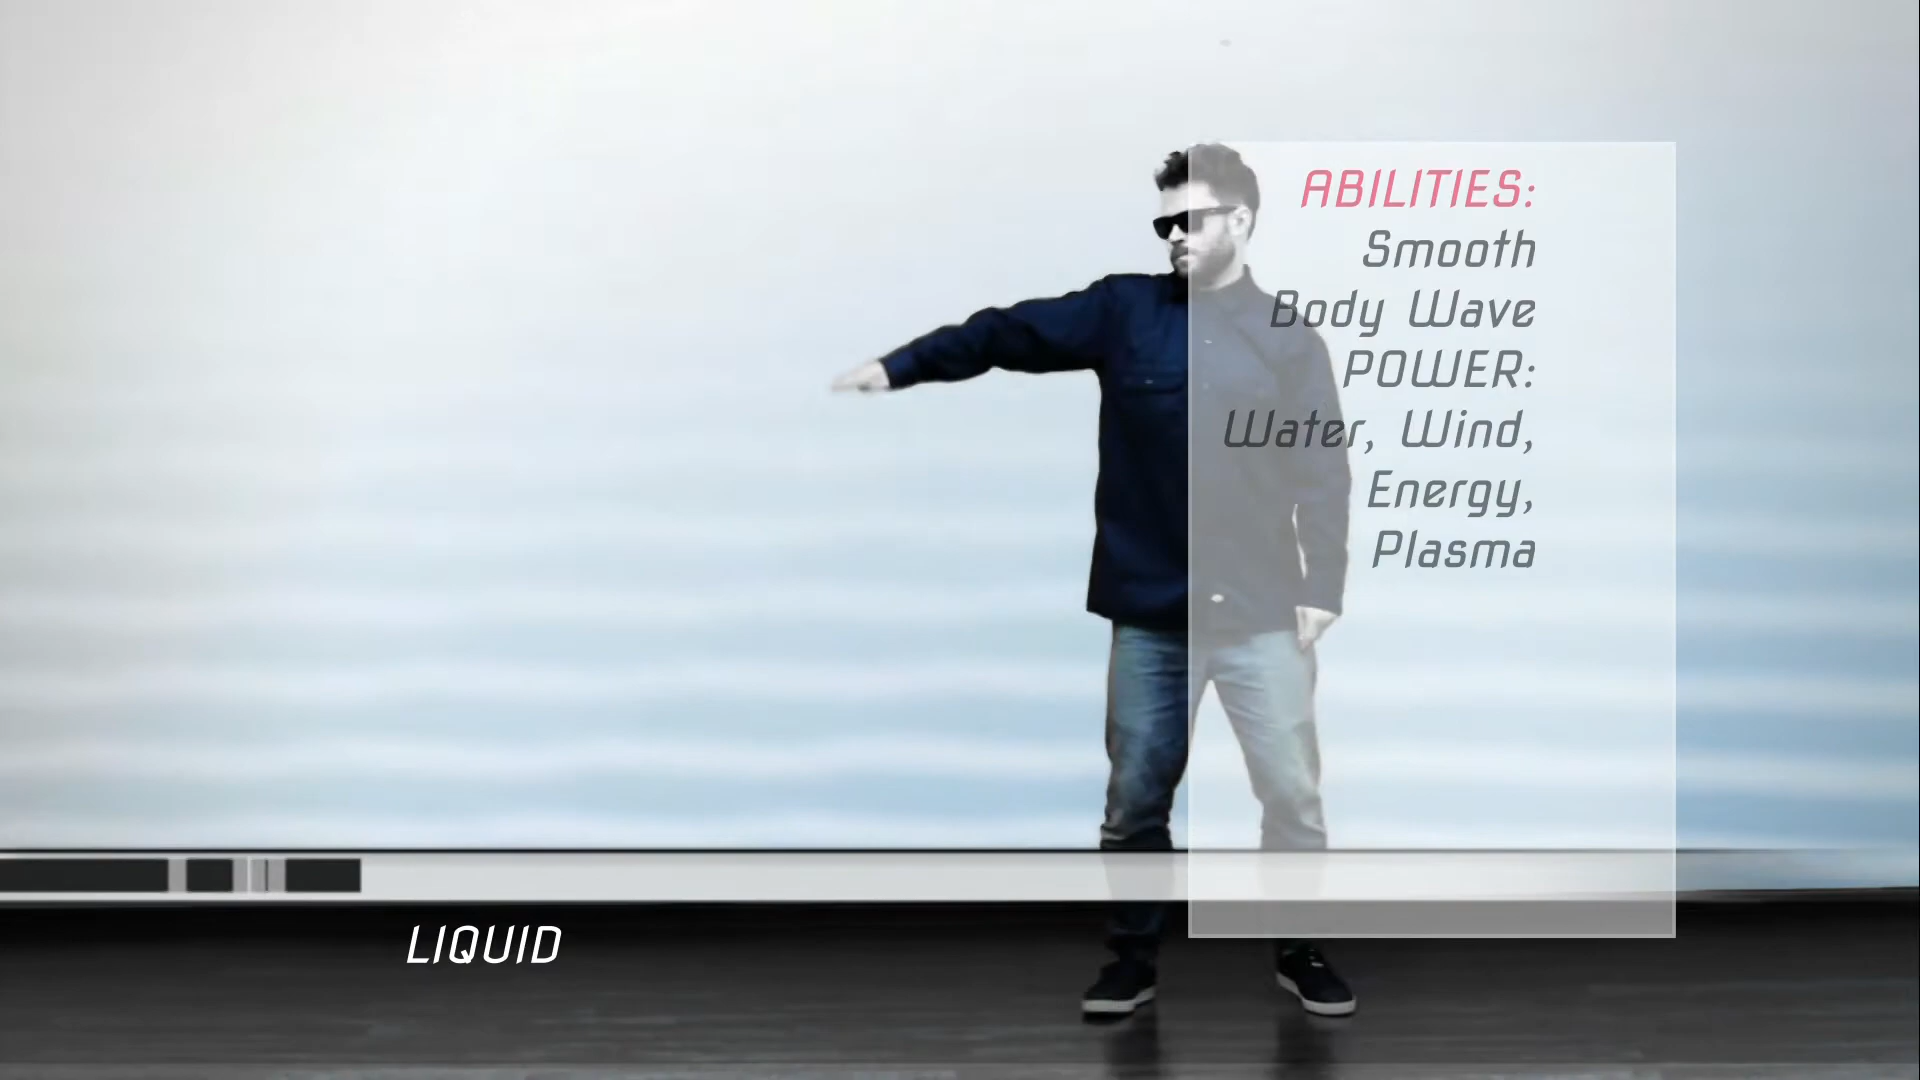 ABILITIES:
Smooth
Body Wave
POWER:
Water, Wind,
Energy,
Plasma
LIQUID